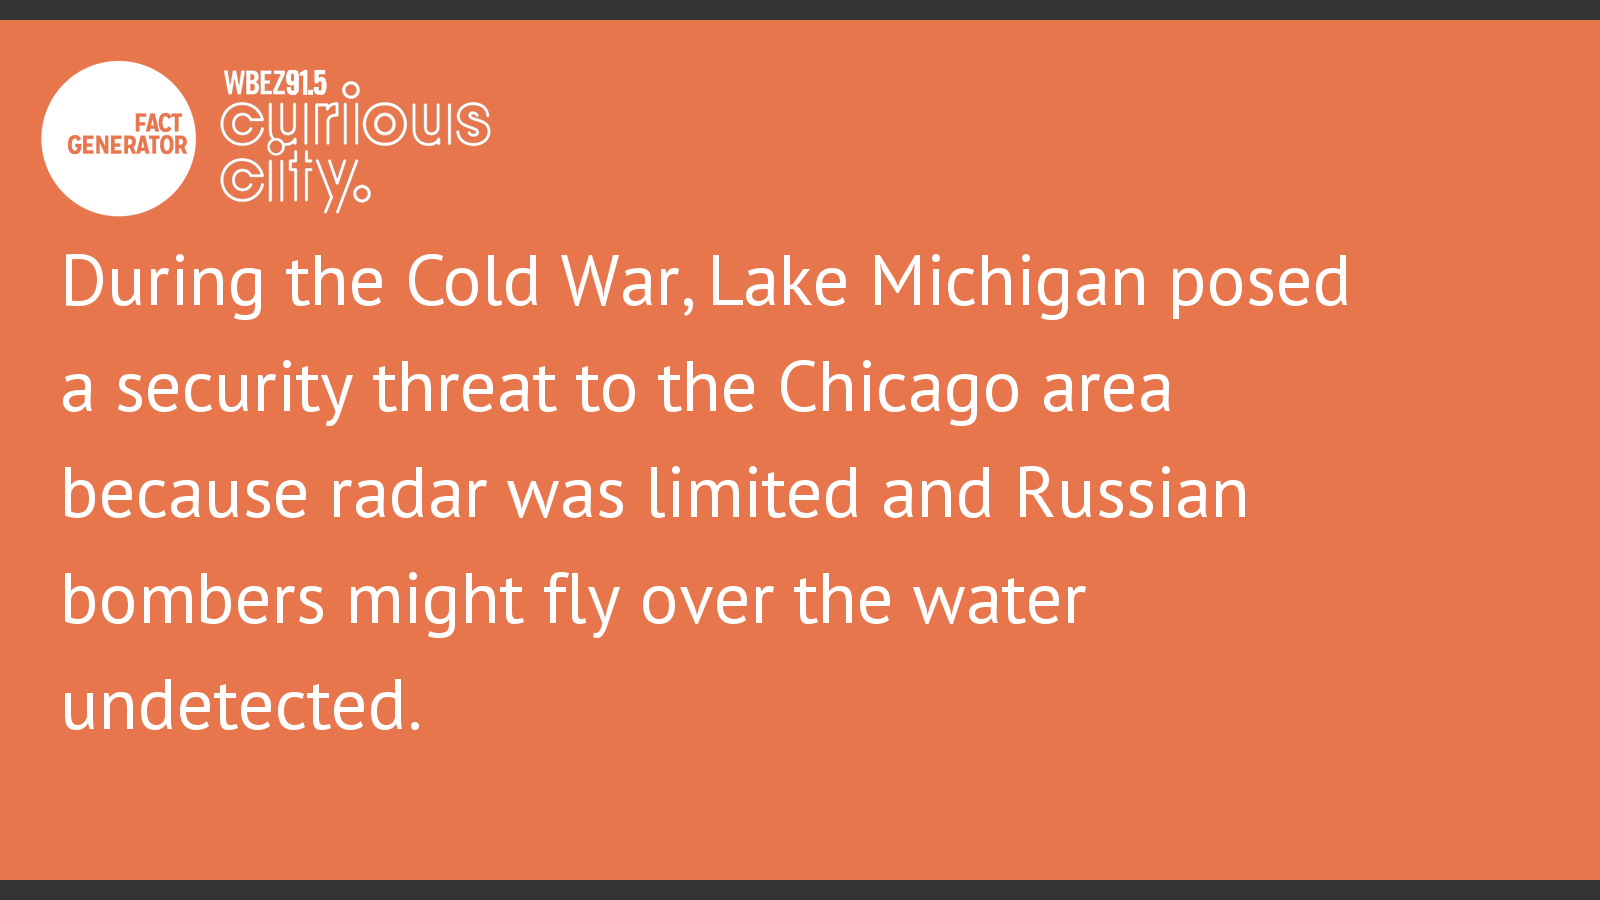 FACT
GENERATOR
WBEZ91.5
curious
city.
During the Cold War, Lake Michigan posed
a security threat to the Chicago area
because radar was limited and Russian
bombers might fly over the water
undetected.